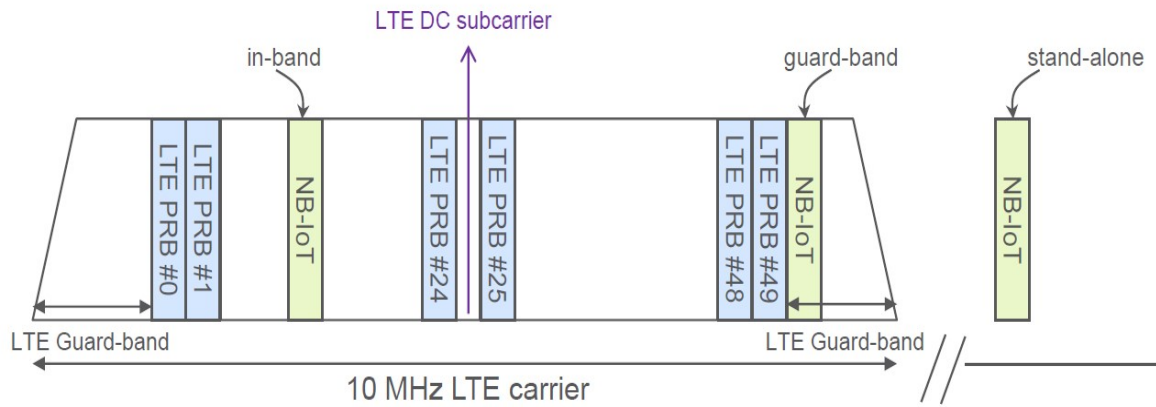 LTE DC subcarrier
in-band
guard-band
stand-alone
LTE PRB #0
LTE PRB #1
NB-IoT
LTE PRB #24
LTE PRB #25
LTE PRB #48
LTE PRB #49
NB-IoT
NB-IoT
LTE Guard-band
LTE Guard-band
10 MHz LTE carrier